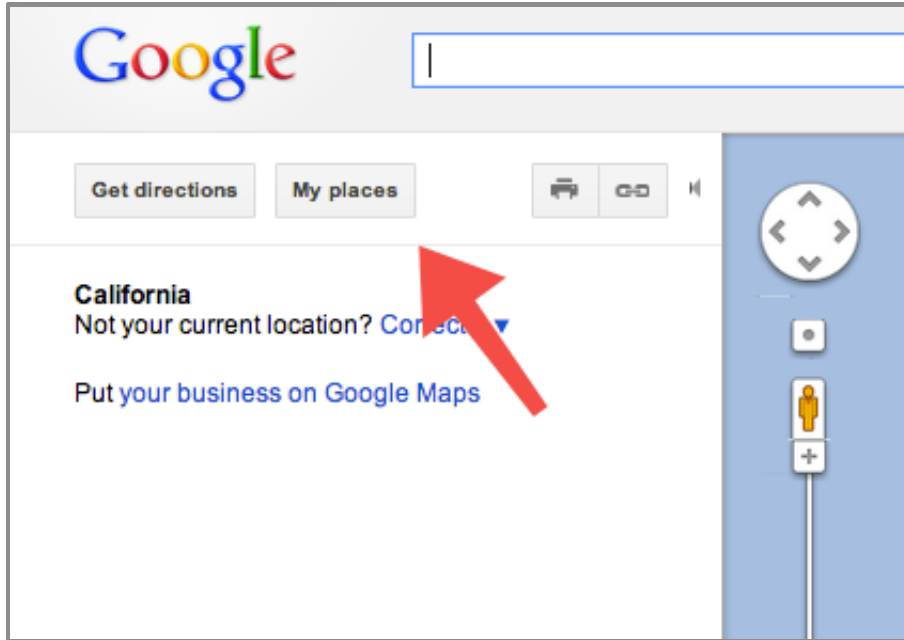 Google
Get directions My places
California
Not your current location?
Put your business on Google Maps